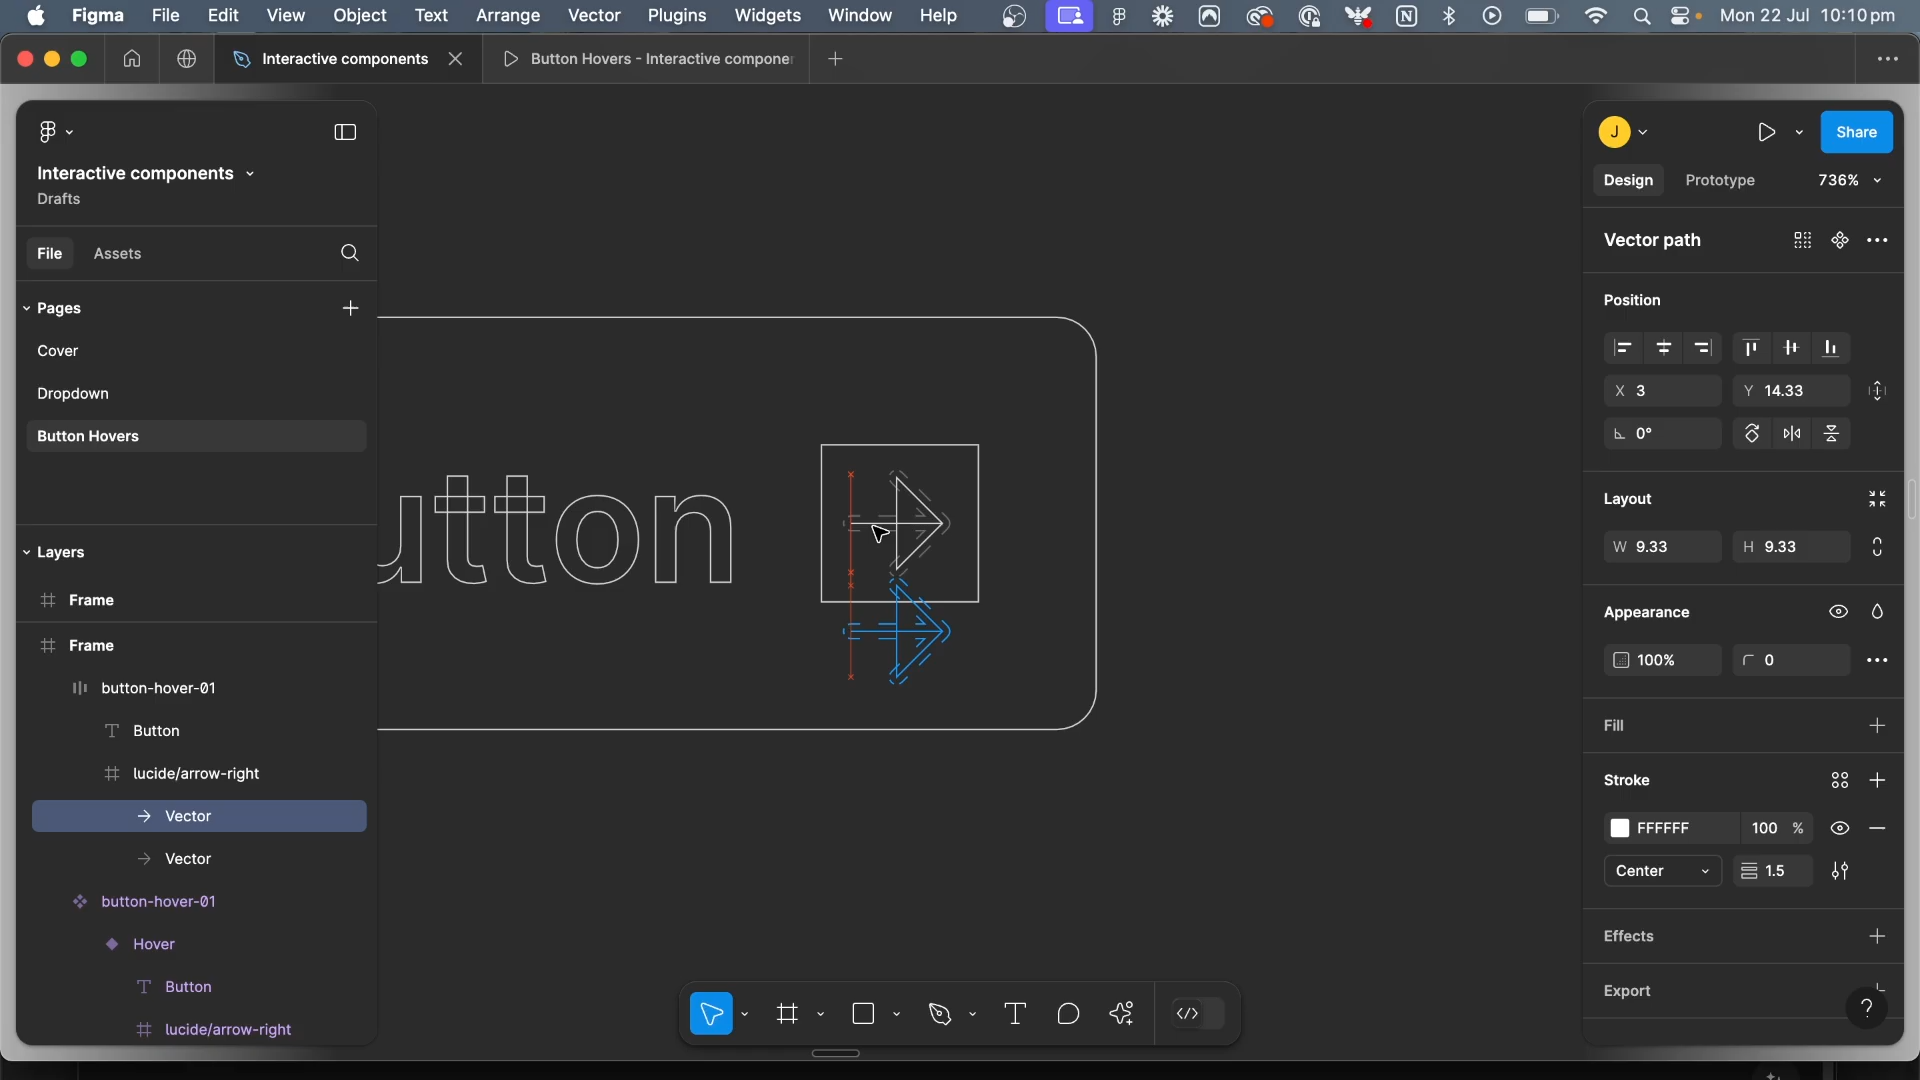 Figma File Edit View Object Text Arrange Vector Plugins Widgets Window Help Mon 22 Jul 10:10 pm
Interactive components Button Hovers - Interactive compone
Interactive components
Drafts
File Assets
Pages
Cover
Dropdown
Button Hovers
Layers
Frame
Frame
button-hover-01
Button
lucide/arrow-right
Vector
Vector
button-hover-01
Hover
Button
lucide/arrow-right
utton
J Share
Design Prototype 736%
Vector path
Position
X 3 Y 14.33
0°
Layout
W 9.33 H 9.33
Appearance
100% 0
Fill
Stroke
FFFFFF 100 %
Center 1.5
Effects
Export
?